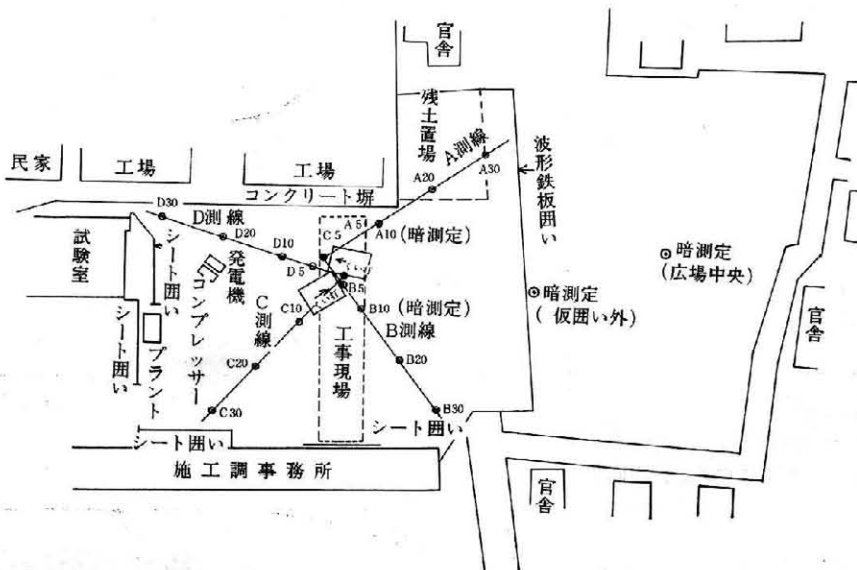 官舎
残土置場
A測線
A30
A20
波形鉄板囲い
民家
工場
工場
コンクリート塀
D30
D測線
D20
D10
D5
A5
C5
A10
(暗測定)
試験室
シート囲い
シート囲い
発電機
コンプレッサー
プラント
C測線
C10
C20
C30
B5
B10
(暗測定)
B測線
B20
B30
工事現場
暗測定
(広場中央)
暗測定
(仮囲い外)
官舎
シート囲い
シート囲い
施工調事務所
官舎